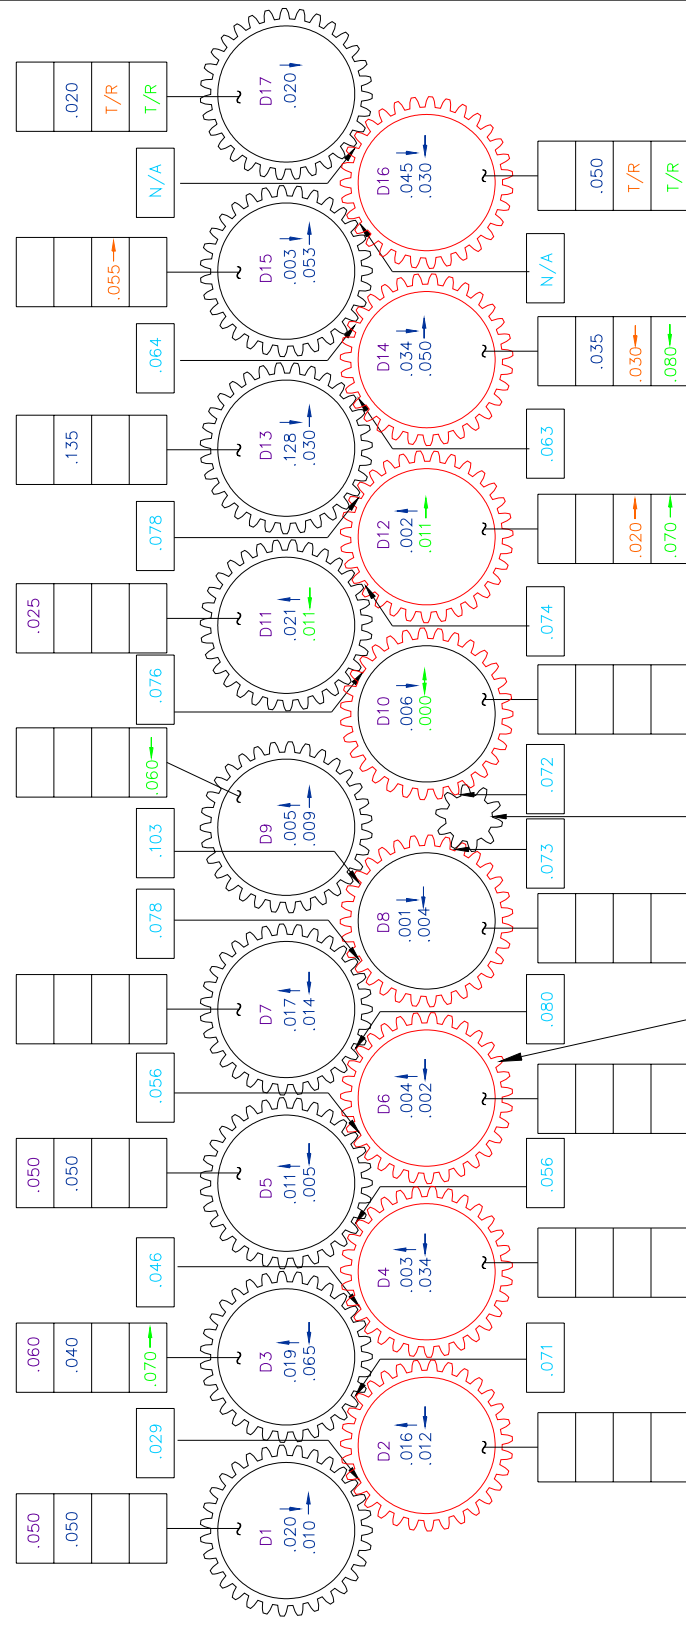 .050
.050
D1
.020
.010
.029
D2
.016
.012
.060
.040
.070
D3
.019
.065
.071
.046
D4
.003
.034
.050
.050
D5
.011
.005
.056
.056
D6
.004
.002
D7
.017
.014
.080
.078
D8
.001
.004
.103
.073
.060
D9
.005
.009
.072
D10
.006
.000
.076
.025
D11
.021
.011
.074
D12
.002
.011
.020
.070
.078
.135
D13
.128
.030
.063
D14
.034
.050
.035
.030
.080
.064
.055
D15
.003
.053
N/A
D16
.045
.030
.050
T/R
T/R
N/A
.020
T/R
T/R
D17
.020